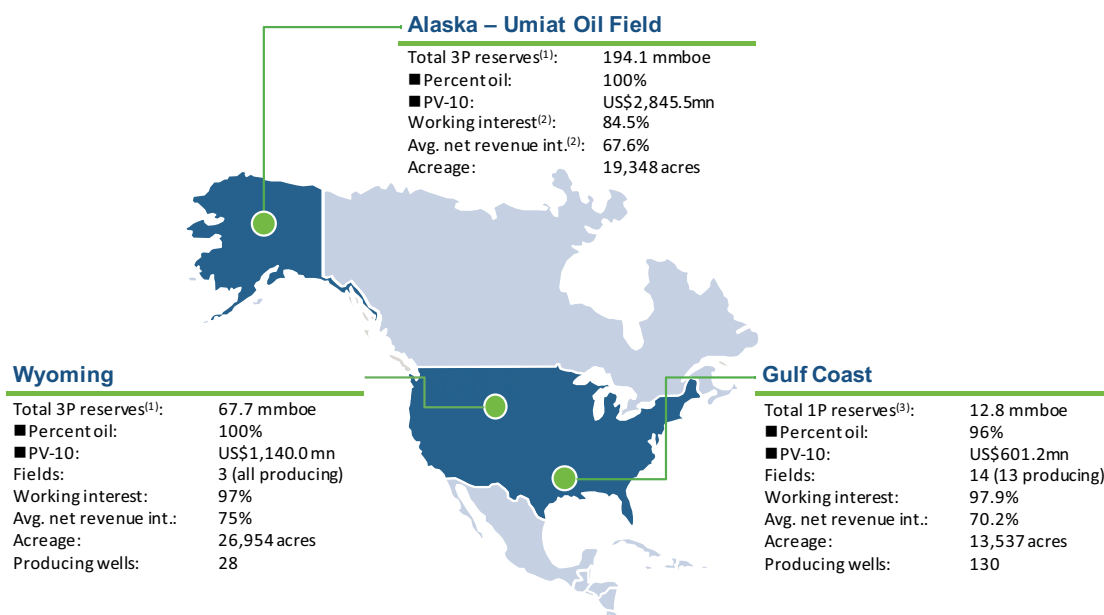 Alaska – Umiat Oil Field
Total 3P reserves(1): 194.1 mmboe
■ Percent oil: 100%
■ PV-10: US$2,845.5mn
Working interest(2): 84.5%
Avg. net revenue int.(2): 67.6%
Acreage: 19,348 acres
Wyoming
Total 3P reserves(1): 67.7 mmboe
■ Percent oil: 100%
■ PV-10: US$1,140.0 mn
Fields: 3 (all producing)
Working interest: 97%
Avg. net revenue int.: 75%
Acreage: 26,954 acres
Producing wells: 28
Gulf Coast
Total 1P reserves(3): 12.8 mmboe
■ Percent oil: 96%
■ PV-10: US$601.2mn
Fields: 14 (13 producing)
Working interest: 97.9%
Avg. net revenue int.: 70.2%
Acreage: 13,537 acres
Producing wells: 130